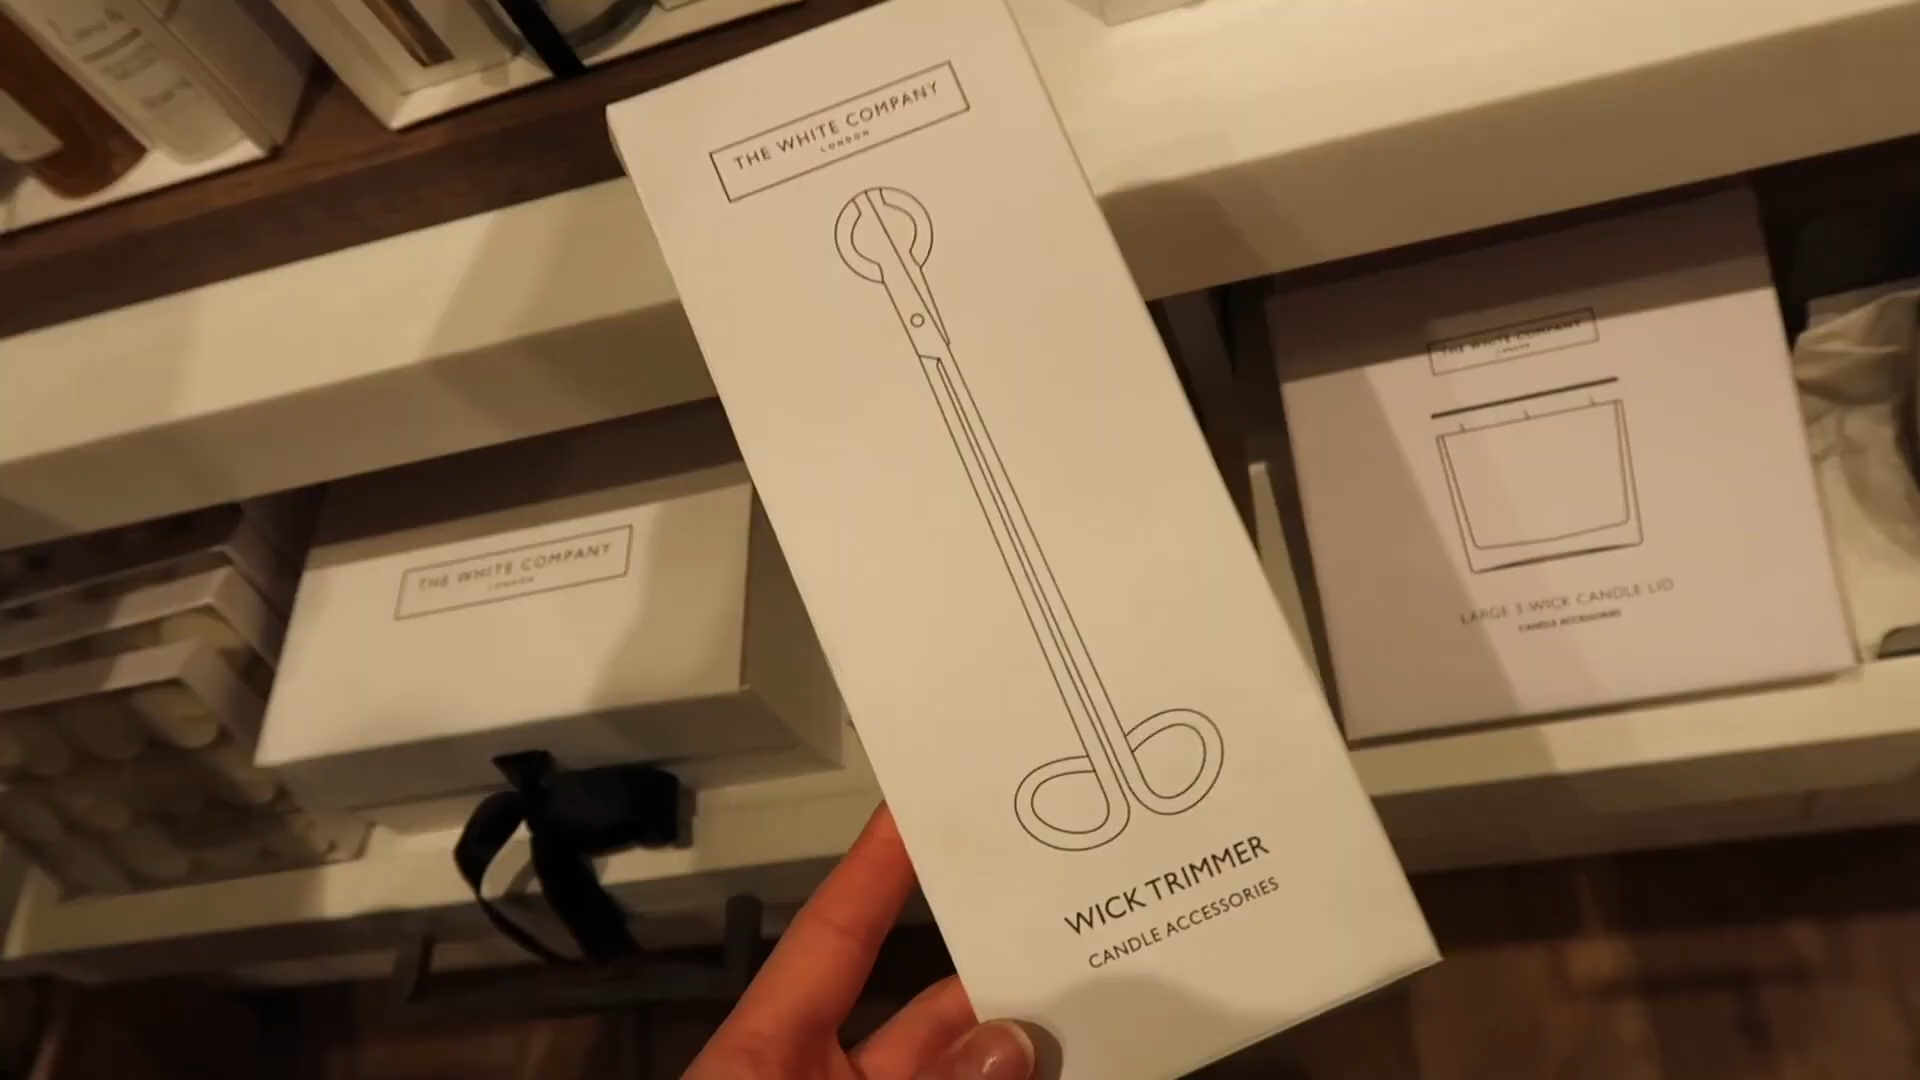 THE WHITE COMPANY
LONDON
WICK TRIMMER
CANDLE ACCESSORIES
THE WHITE COMPANY
LONDON
THE WHITE COMPANY
LONDON
LARGE 3-WICK CANDLE LID
CANDLE ACCESSORIES